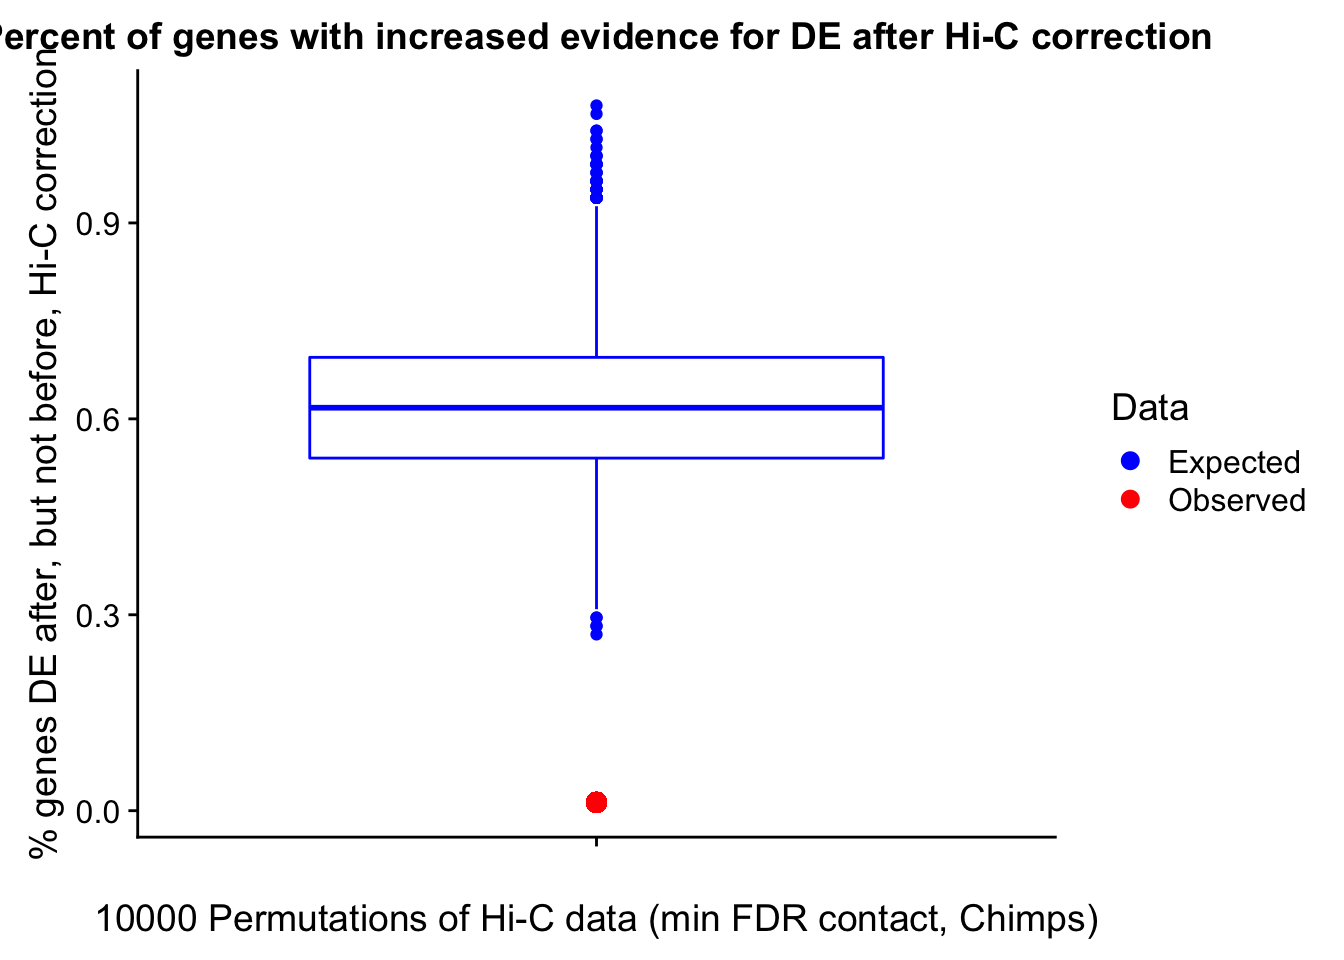 Percent of genes with increased evidence for DE after Hi-C correction
% genes DE after, but not before, Hi-C correction
0.9
0.6
0.3
0.0
10000 Permutations of Hi-C data (min FDR contact, Chimps)
Data
Expected
Observed